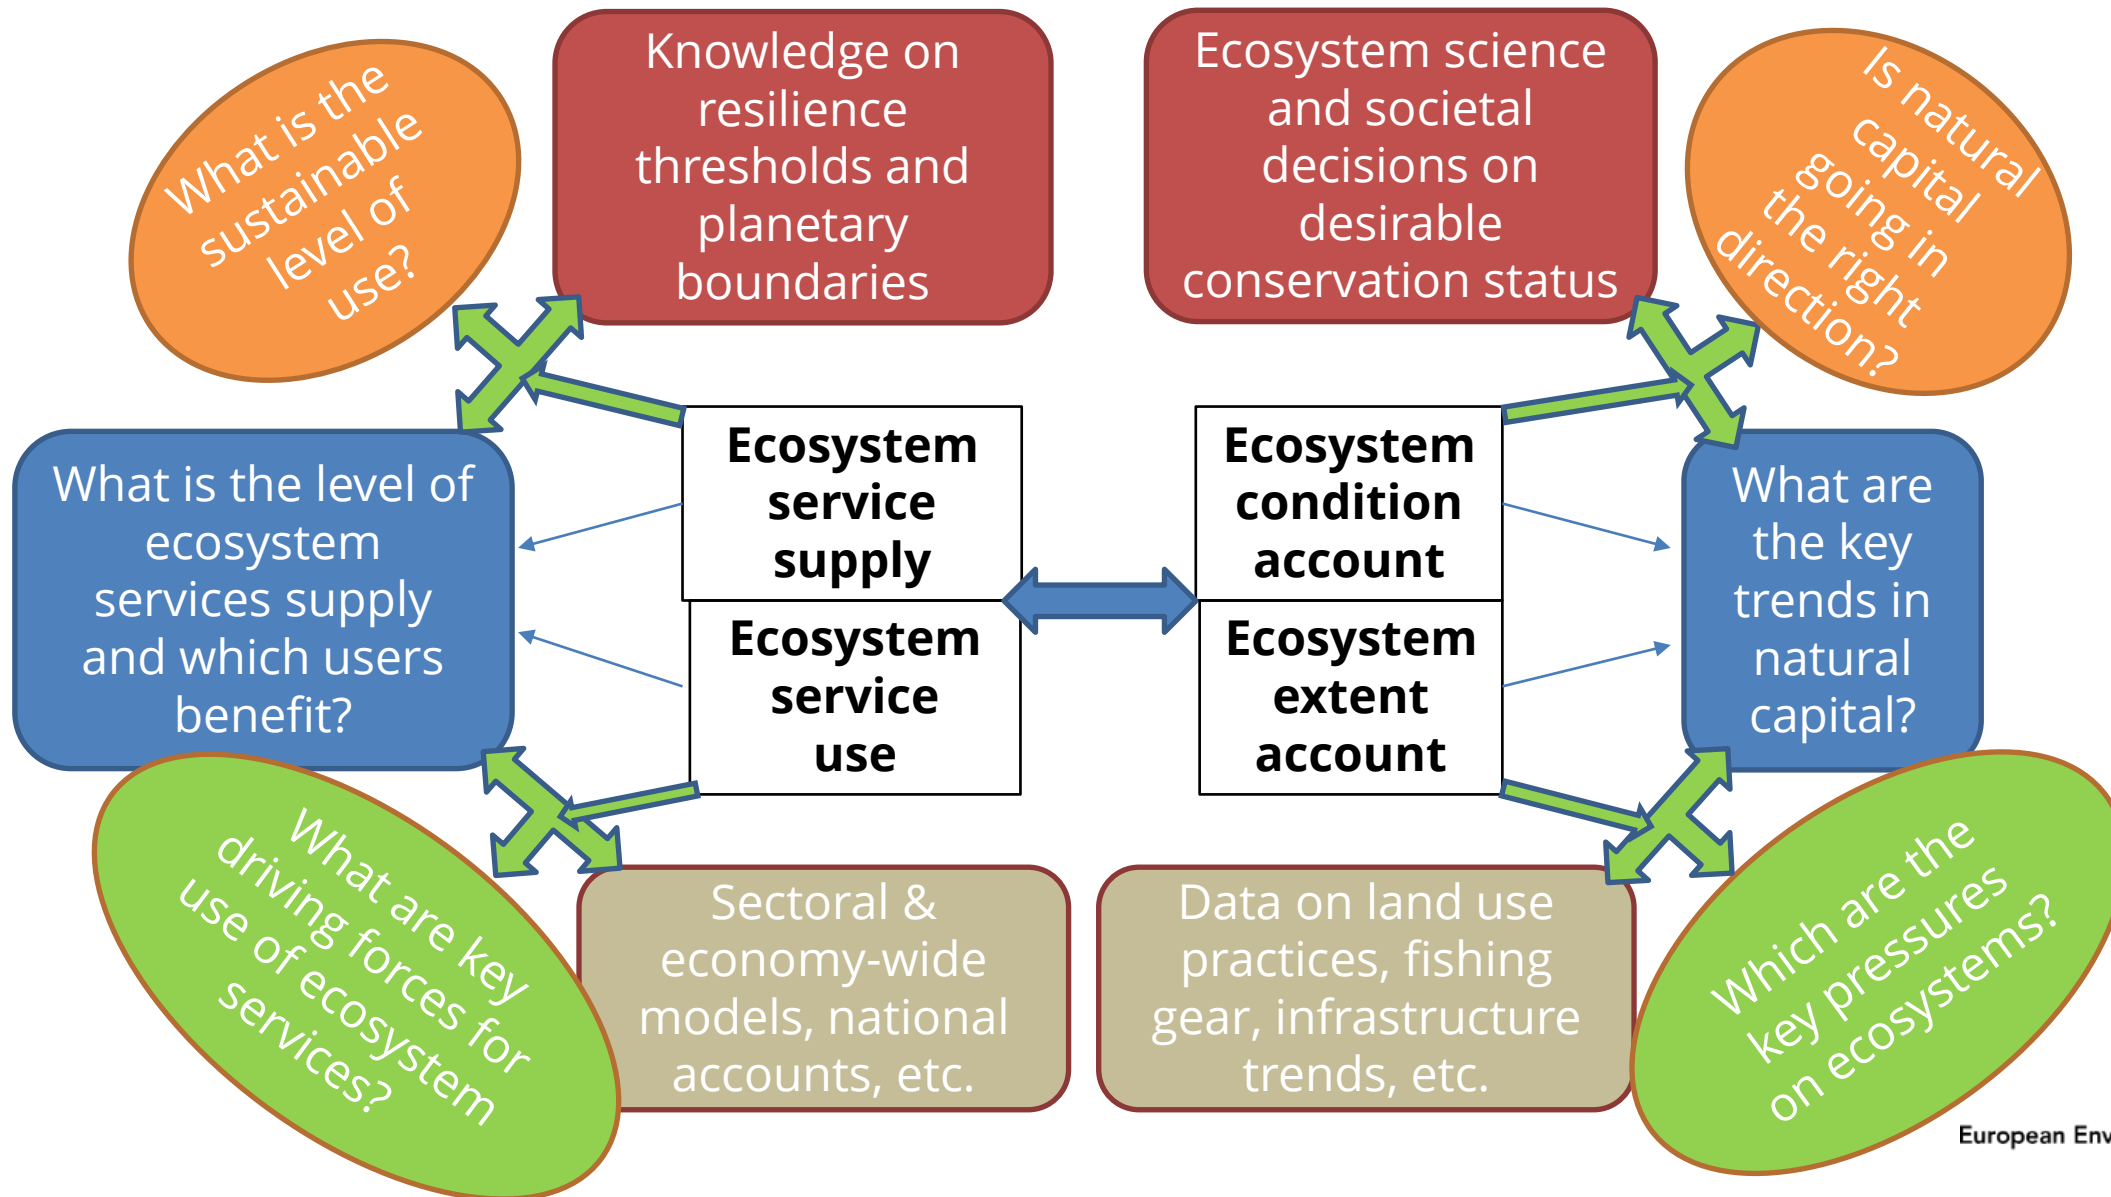 What is the
sustainable
level of
use?
Knowledge on
resilience
thresholds and
planetary
boundaries
Ecosystem science
and societal
decisions on
desirable
conservation status
Is natural
capital
going in
the right
direction?
What is the level of
ecosystem
services supply
and which users
benefit?
Ecosystem
service
supply
Ecosystem
service
use
Ecosystem
condition
account
Ecosystem
extent
account
What are
the key
trends in
natural
capital?
What are key
driving forces for
use of ecosystem
services?
Sectoral &
economy-wide
models, national
accounts, etc.
Data on land use
practices, fishing
gear, infrastructure
trends, etc.
Which are the
key pressures
on ecosystems?
European Env